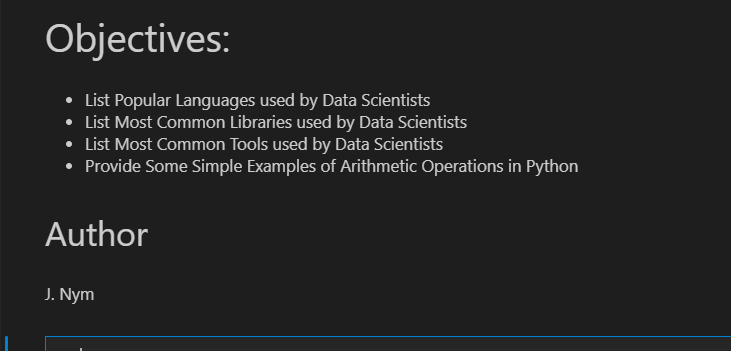 Objectives:
• List Popular Languages used by Data Scientists
• List Most Common Libraries used by Data Scientists
• List Most Common Tools used by Data Scientists
• Provide Some Simple Examples of Arithmetic Operations in Python
Author
J. Nym